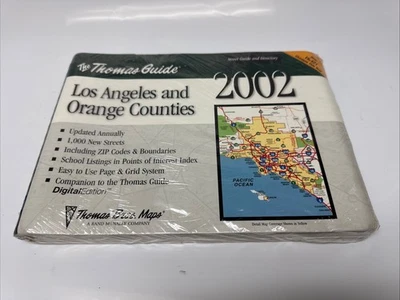 The Thomas Guide
Street Guide and Directory
Los Angeles and
Orange Counties
2002
• Updated Annually
• 1,000 New Streets
• Including ZIP Codes & Boundaries
• School Listings in Points of Interest Index
• Easy to Use Page & Grid System
• Companion to the Thomas Guide
DigitalEdition
PACIFIC
OCEAN
Thomas Bros. Maps
A RAND MCNALLY COMPANY